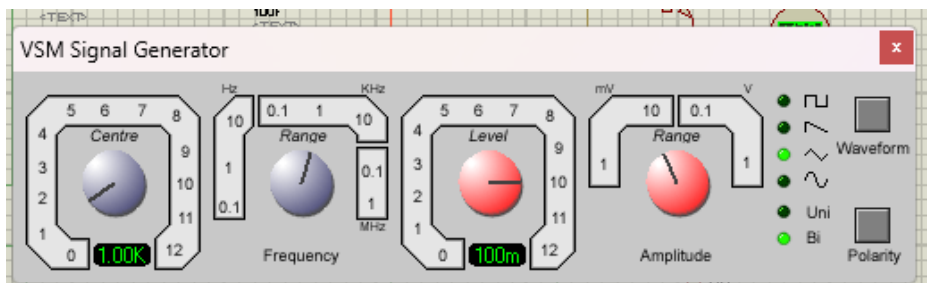 <TEXT>
100uF
VSM Signal Generator
x
Hz KHz mV V
5 6 7 8 10 0.1 1 10 5 6 7 8 10 0.1
4 Centre Range 4 Level Range Waveform
3 9 1 0.1 3 9 1 1
2 10 2 10
1 11 0.1 1 1 11 Uni
0 1.00K 12 MHz 0 100m 12 Bi
Frequency Amplitude Polarity